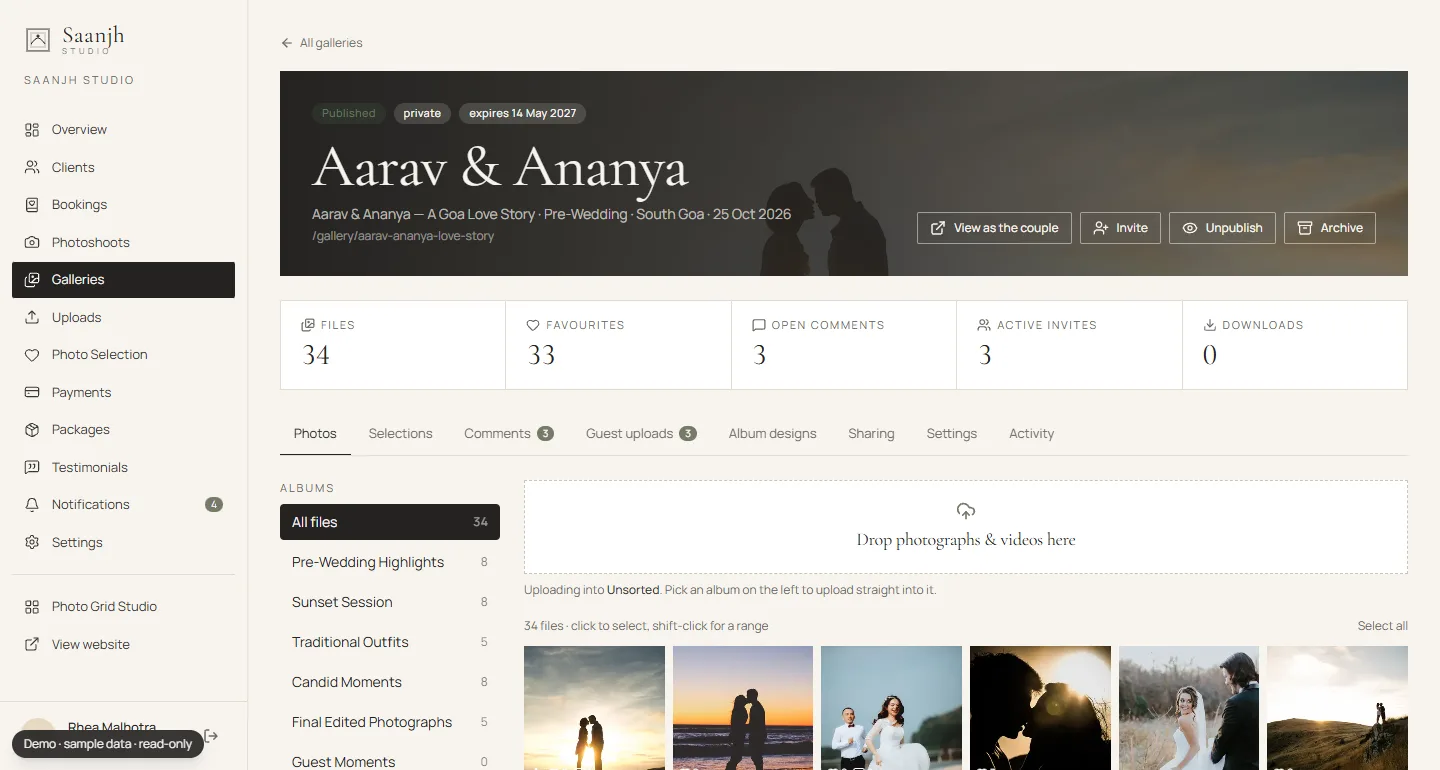 Saanjh
STUDIO
SAANJH STUDIO
Overview
Clients
Bookings
Photoshoots
Galleries
Uploads
Photo Selection
Payments
Packages
Testimonials
Notifications 4
Settings
Photo Grid Studio
View website
Rhea Malhotra
Demo · sample data · read-only
All galleries
Published private expires 14 May 2027
Aarav & Ananya
Aarav & Ananya — A Goa Love Story · Pre-Wedding · South Goa · 25 Oct 2026
/gallery/aarav-ananya-love-story
View as the couple Invite Unpublish Archive
FILES
34
FAVOURITES
33
OPEN COMMENTS
3
ACTIVE INVITES
3
DOWNLOADS
0
Photos Selections Comments 3 Guest uploads 3 Album designs Sharing Settings Activity
ALBUMS
All files 34
Pre-Wedding Highlights 8
Sunset Session 8
Traditional Outfits 5
Candid Moments 8
Final Edited Photographs 5
Guest Moments 0
Drop photographs & videos here
Uploading into Unsorted. Pick an album on the left to upload straight into it.
34 files · click to select, shift-click for a range Select all